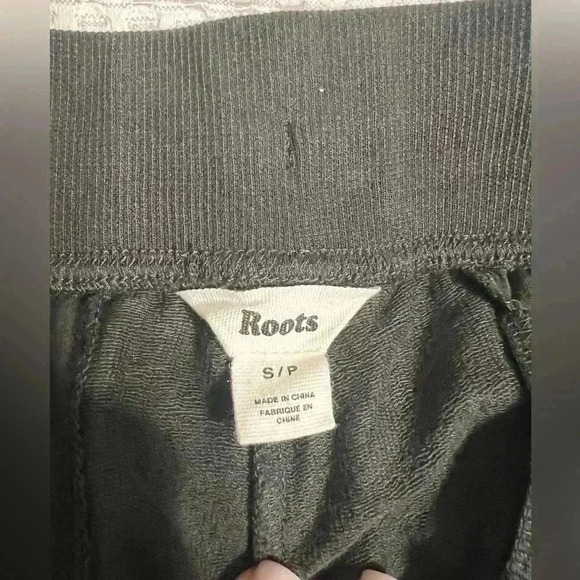 Roots
S/P
MADE IN CHINA
FABRIQUÉ EN
CHINE